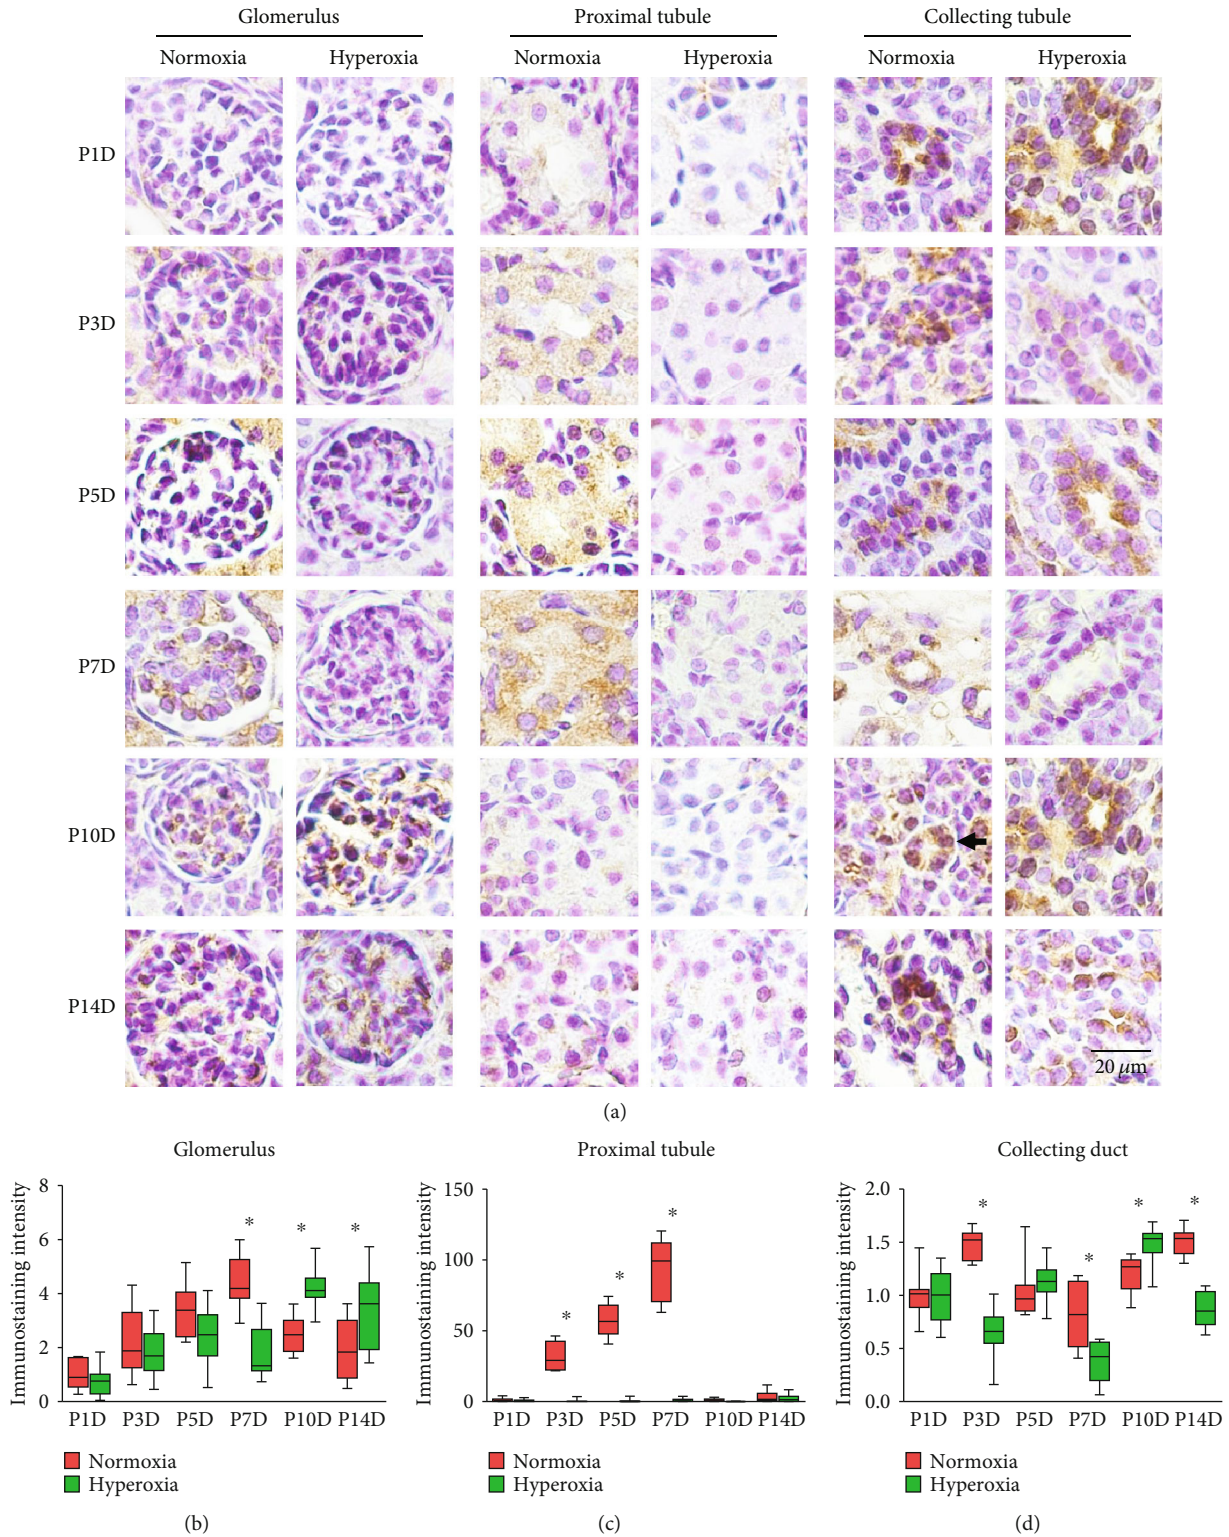 Glomerulus Proximal tubule Collecting tubule
Normoxia Hyperoxia Normoxia Hyperoxia Normoxia Hyperoxia
P1D
P3D
P5D
P7D
P10D
P14D
20 μm
(a)
Glomerulus
Immunostaining intensity
8
6
4
2
0
* * *
P1D P3D P5D P7D P10D P14D
Normoxia
Hyperoxia
(b)
Proximal tubule
Immunostaining intensity
150
100
50
0
* * *
P1D P3D P5D P7D P10D P14D
Normoxia
Hyperoxia
(c)
Collecting duct
Immunostaining intensity
2.0
1.5
1.0
0.5
0.0
* * * *
P1D P3D P5D P7D P10D P14D
Normoxia
Hyperoxia
(d)